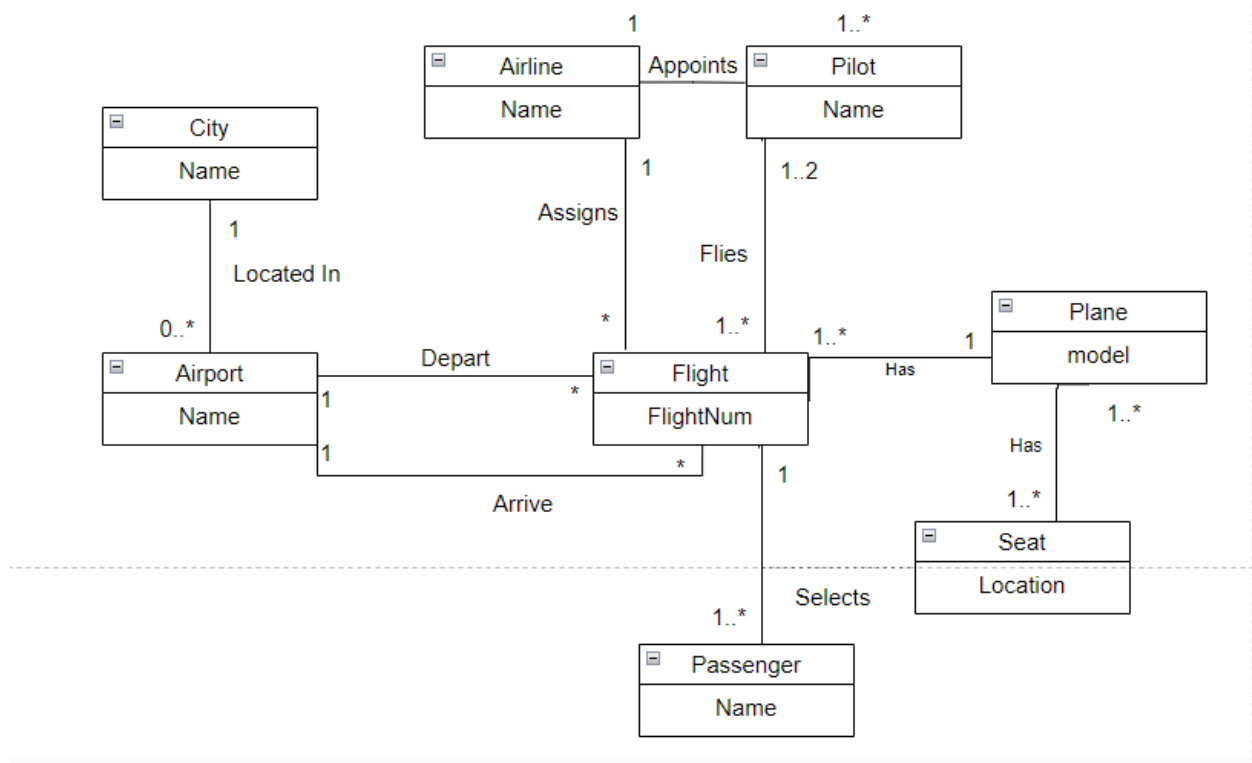 1
1..*
Airline
Appoints
Pilot
Name
Name
City
Name
1
1..2
Assigns
1
Flies
Located In
0..*
*
1..*
1..*
1
Plane
model
Has
Depart
Airport
Flight
Name
FlightNum
1
*
1..*
1
*
1
Has
Arrive
1..*
Seat
Location
Selects
1..*
Passenger
Name